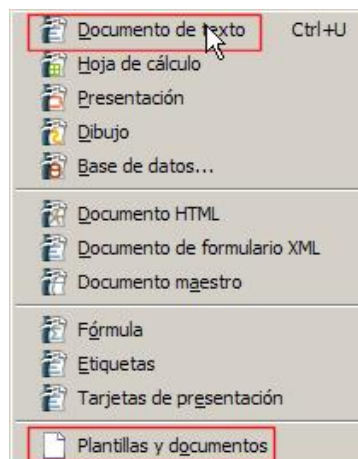 Documento de texto Ctrl+U
Hoja de cálculo
Presentación
Dibujo
Base de datos...
Documento HTML
Documento de formulario XML
Documento maestro
Fórmula
Etiquetas
Tarjetas de presentación
Plantillas y documentos